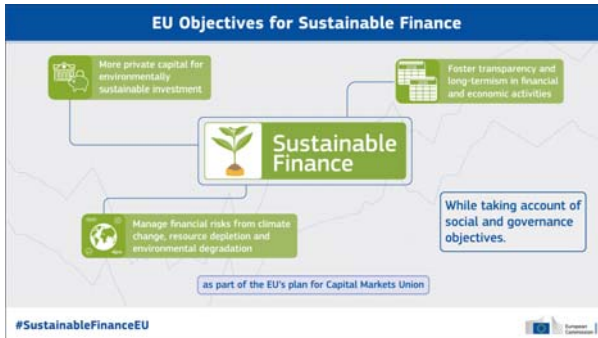 EU Objectives for Sustainable Finance
More private capital for
environmentally
sustainable investment
Foster transparency and
long-termism in financial
and economic activities
Sustainable
Finance
Manage financial risks from climate
change, resource depletion and
environmental degradation
While taking account of
social and governance
objectives.
as part of the EU's plan for Capital Markets Union
#SustainableFinanceEU
European
Commission